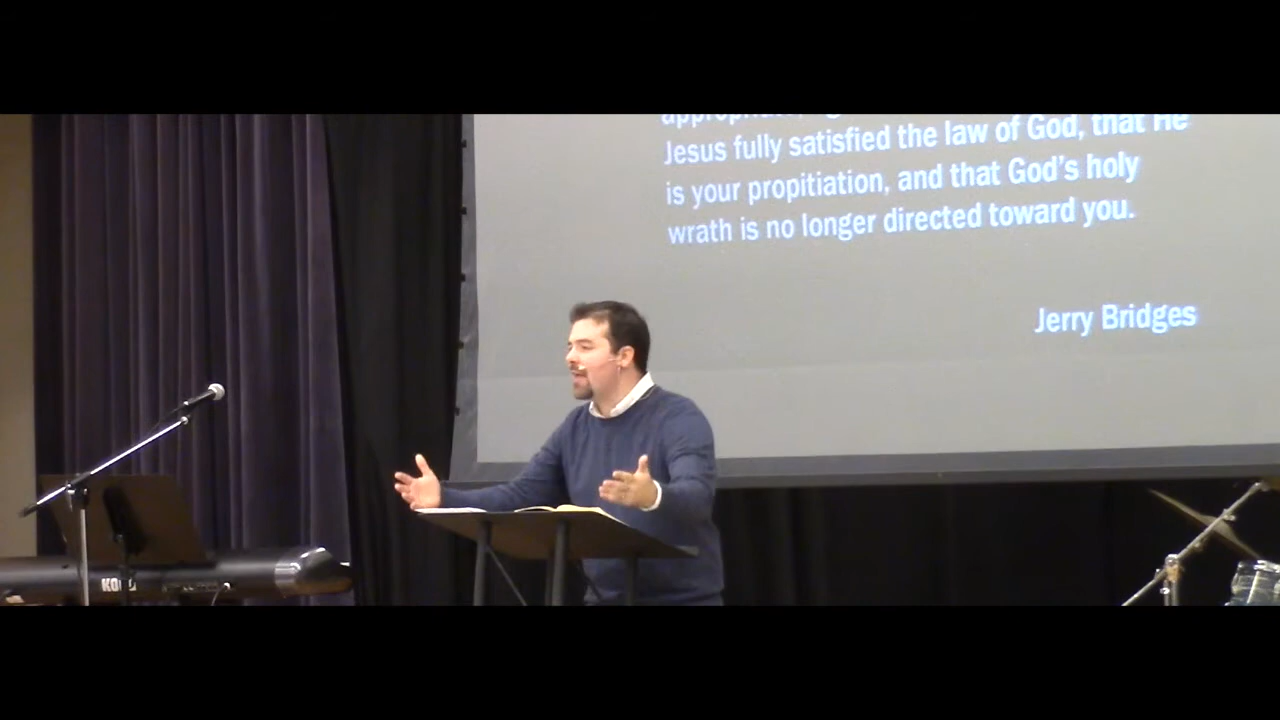 Jesus fully satisfied the law of God, that He
is your propitiation, and that God's holy
wrath is no longer directed toward you.
Jerry Bridges
KORG